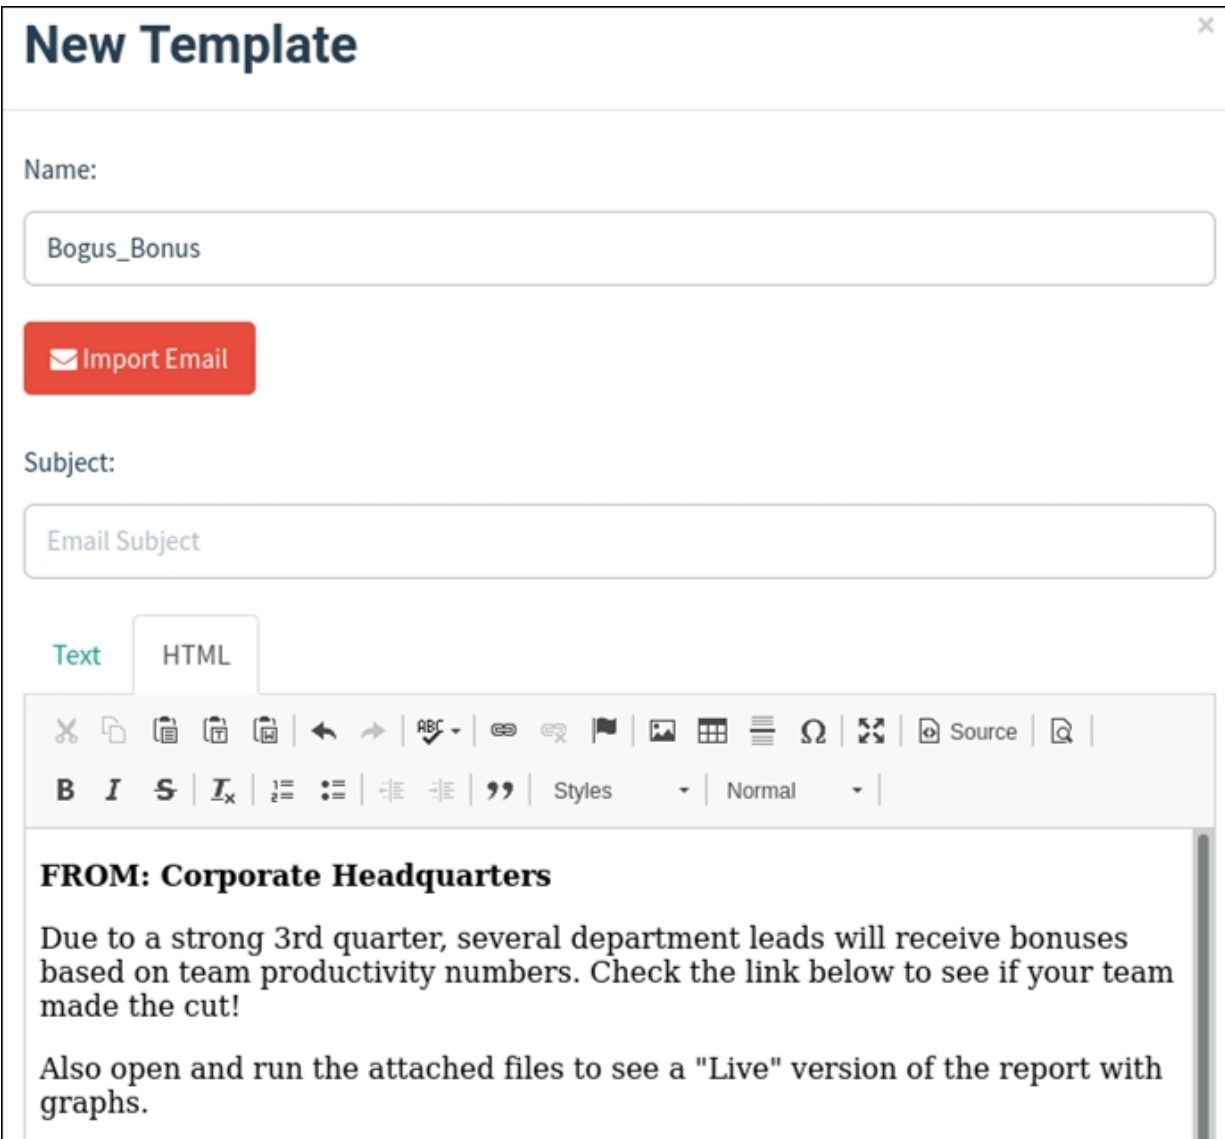 New Template
×
Name:
Bogus_Bonus
Import Email
Subject:
Email Subject
Text HTML
ABC Ω Source
B I S Ix Styles Normal
FROM: Corporate Headquarters
Due to a strong 3rd quarter, several department leads will receive bonuses
based on team productivity numbers. Check the link below to see if your team
made the cut!
Also open and run the attached files to see a "Live" version of the report with
graphs.